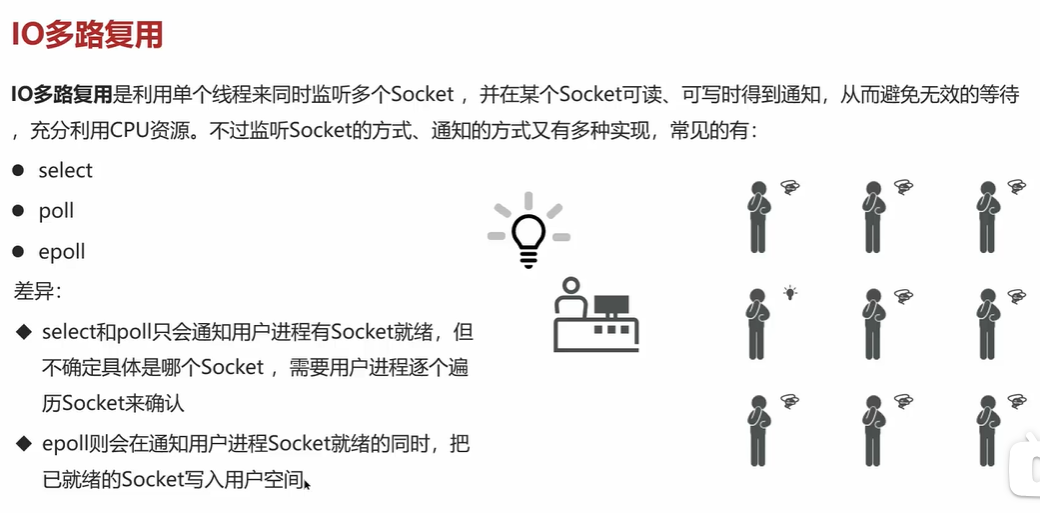 IO多路复用
IO多路复用是利用单个线程来同时监听多个Socket ，并在某个Socket可读、可写时得到通知，从而避免无效的等待
，充分利用CPU资源。不过监听Socket的方式、通知的方式又有多种实现，常见的有：
● select
● poll
● epoll
差异：
◆ select和poll只会通知用户进程有Socket就绪，但
不确定具体是哪个Socket ，需要用户进程逐个遍
历Socket来确认
◆ epoll则会在通知用户进程Socket就绪的同时，把
已就绪的Socket写入用户空间